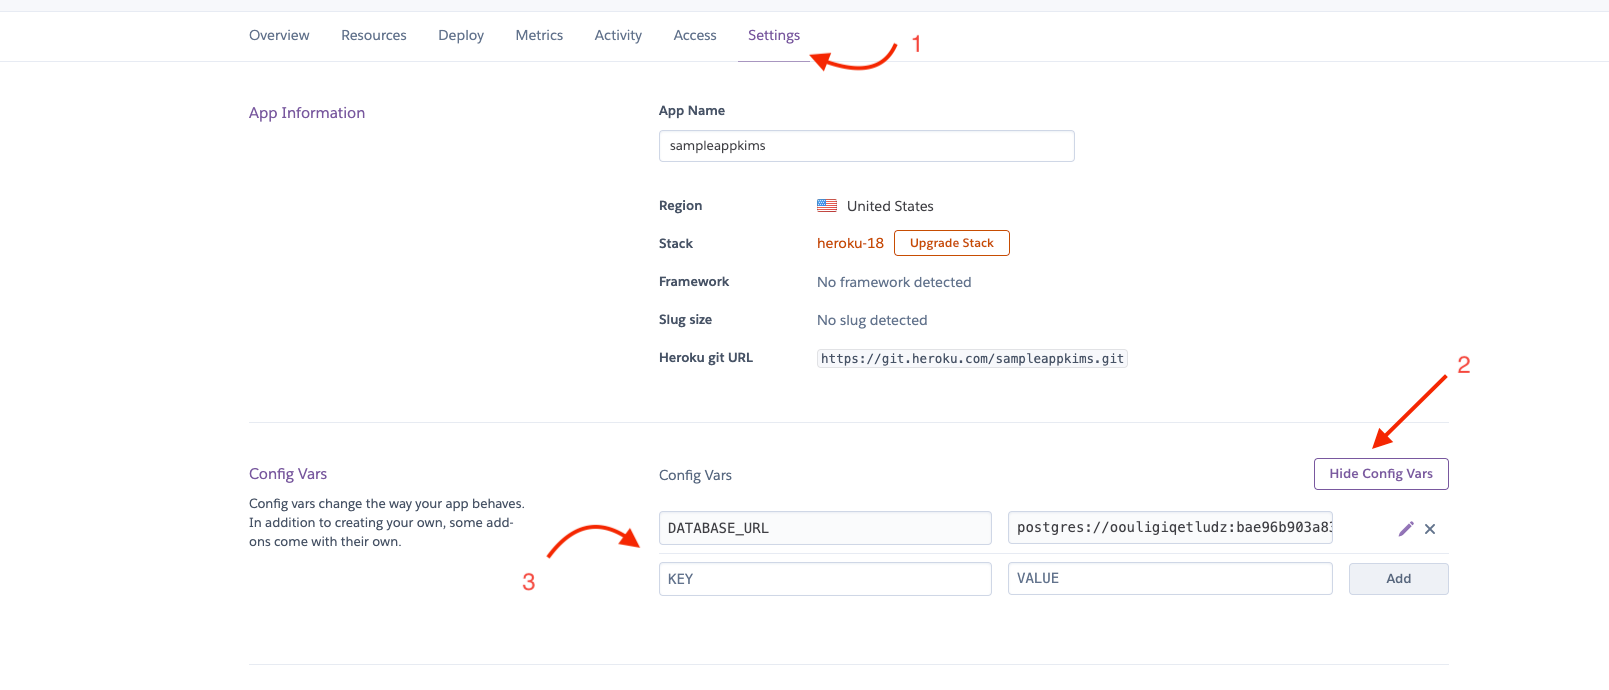 Overview Resources Deploy Metrics Activity Access Settings
1
App Information
App Name
sampleappkims
Region United States
Stack heroku-18 Upgrade Stack
Framework No framework detected
Slug size No slug detected
Heroku git URL https://git.heroku.com/sampleappkims.git
2
Config Vars
Config vars change the way your app behaves.
In addition to creating your own, some add-
ons come with their own.
Config Vars Hide Config Vars
DATABASE_URL postgres://oouligiqetludz:bae96b903a83
3
KEY VALUE Add